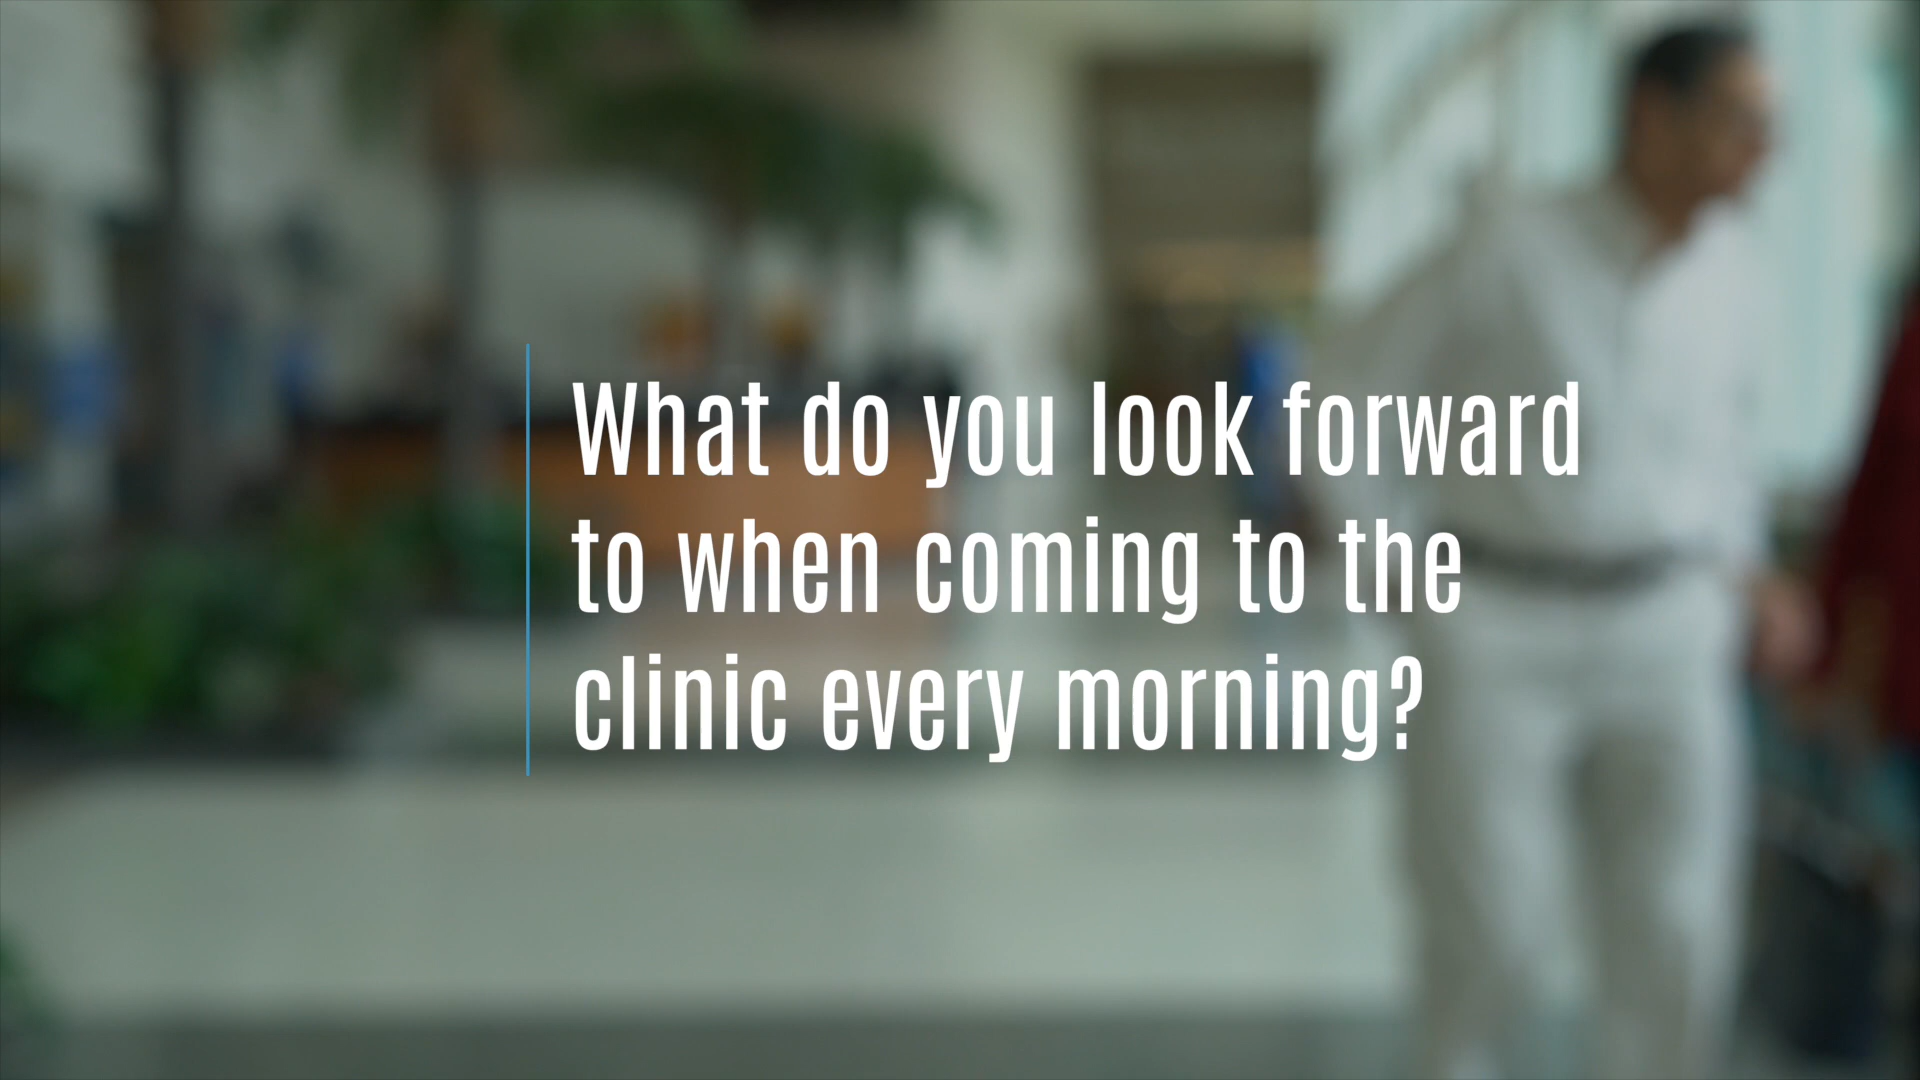 What do you look forward
to when coming to the
clinic every morning?